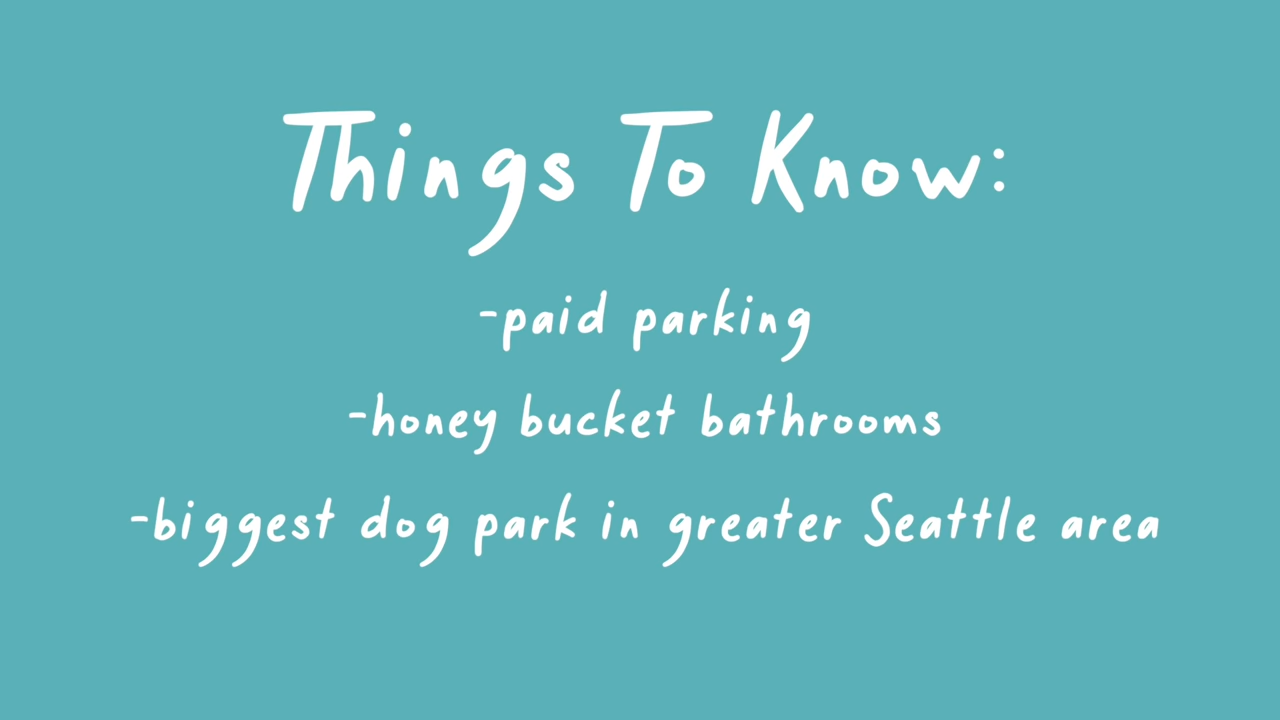 Things To Know:
-paid parking
-honey bucket bathrooms
-biggest dog park in greater Seattle area